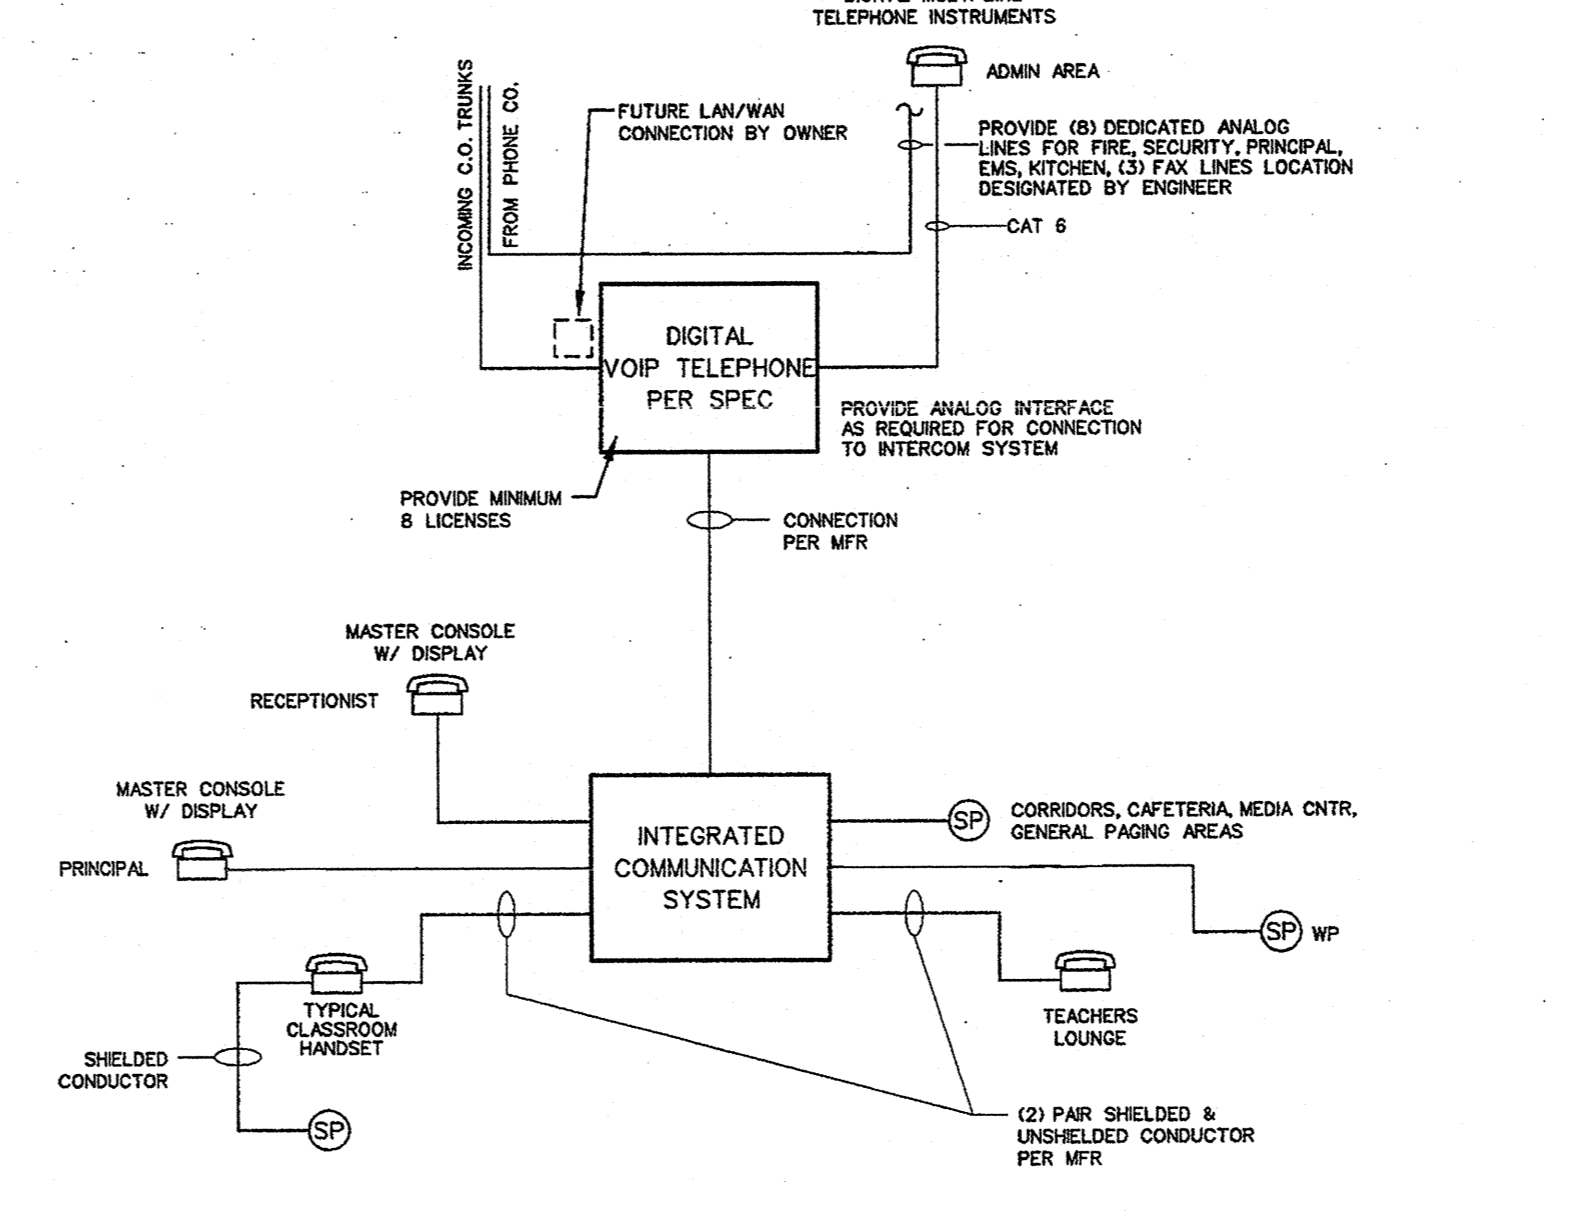 TELEPHONE INSTRUMENTS
ADMIN AREA
INCOMING C.O. TRUNKS
FROM PHONE CO.
FUTURE LAN/WAN
CONNECTION BY OWNER
PROVIDE (8) DEDICATED ANALOG
LINES FOR FIRE, SECURITY, PRINCIPAL,
EMS, KITCHEN, (3) FAX LINES LOCATION
DESIGNATED BY ENGINEER
CAT 6
DIGITAL
VOIP TELEPHONE
PER SPEC
PROVIDE ANALOG INTERFACE
AS REQUIRED FOR CONNECTION
TO INTERCOM SYSTEM
PROVIDE MINIMUM
8 LICENSES
CONNECTION
PER MFR
MASTER CONSOLE
W/ DISPLAY
RECEPTIONIST
MASTER CONSOLE
W/ DISPLAY
PRINCIPAL
INTEGRATED
COMMUNICATION
SYSTEM
SP
CORRIDORS, CAFETERIA, MEDIA CNTR,
GENERAL PAGING AREAS
SP
WP
TYPICAL
CLASSROOM
HANDSET
TEACHERS
LOUNGE
SHIELDED
CONDUCTOR
SP
(2) PAIR SHIELDED &
UNSHIELDED CONDUCTOR
PER MFR